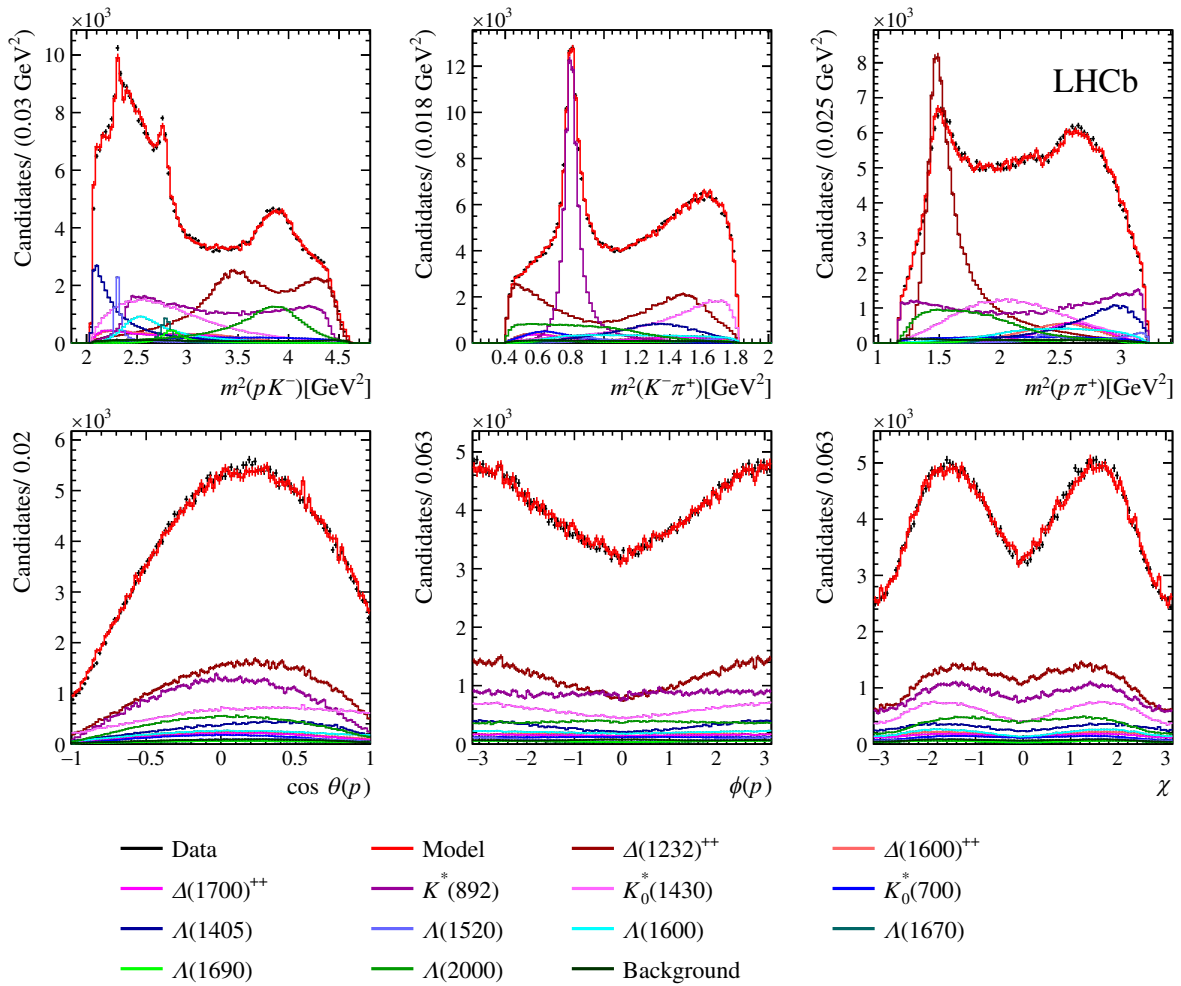 ×10³ ×10³ ×10³
Candidates/ (0.03 GeV²)
10
8
6
4
2
0
2 2.5 3 3.5 4 4.5
m²(p K⁻)[GeV²]
Candidates/ (0.018 GeV²)
12
10
8
6
4
2
0
0.4 0.6 0.8 1 1.2 1.4 1.6 1.8 2
m²(K⁻π⁺)[GeV²]
Candidates/ (0.025 GeV²)
8
7
6
5
4
3
2
1
0
1 1.5 2 2.5 3
m²(p π⁺)[GeV²]
LHCb
×10³ ×10³ ×10³
Candidates/ 0.02
6
5
4
3
2
1
0
−1 −0.5 0 0.5 1
cos θ(p)
Candidates/ 0.063
5
4
3
2
1
0
−3 −2 −1 0 1 2 3
ϕ(p)
Candidates/ 0.063
5
4
3
2
1
0
−3 −2 −1 0 1 2 3
χ
Data Model Δ(1232)⁺⁺ Δ(1600)⁺⁺
Δ(1700)⁺⁺ K*(892) K*₀(1430) K*₀(700)
Λ(1405) Λ(1520) Λ(1600) Λ(1670)
Λ(1690) Λ(2000) Background